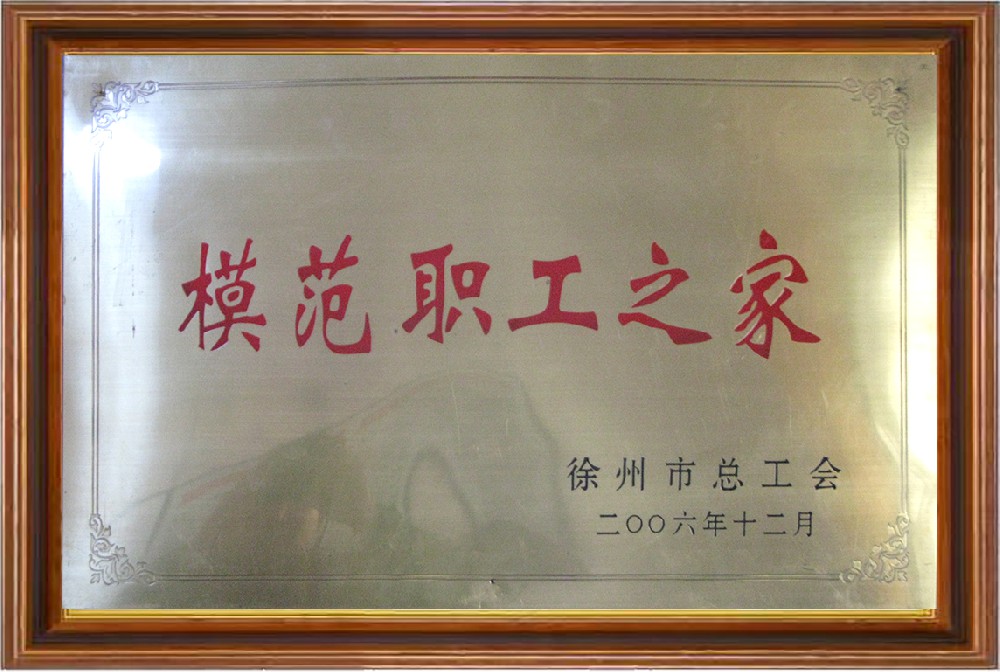 模范职工之家
徐州市总工会
二〇〇六年十二月